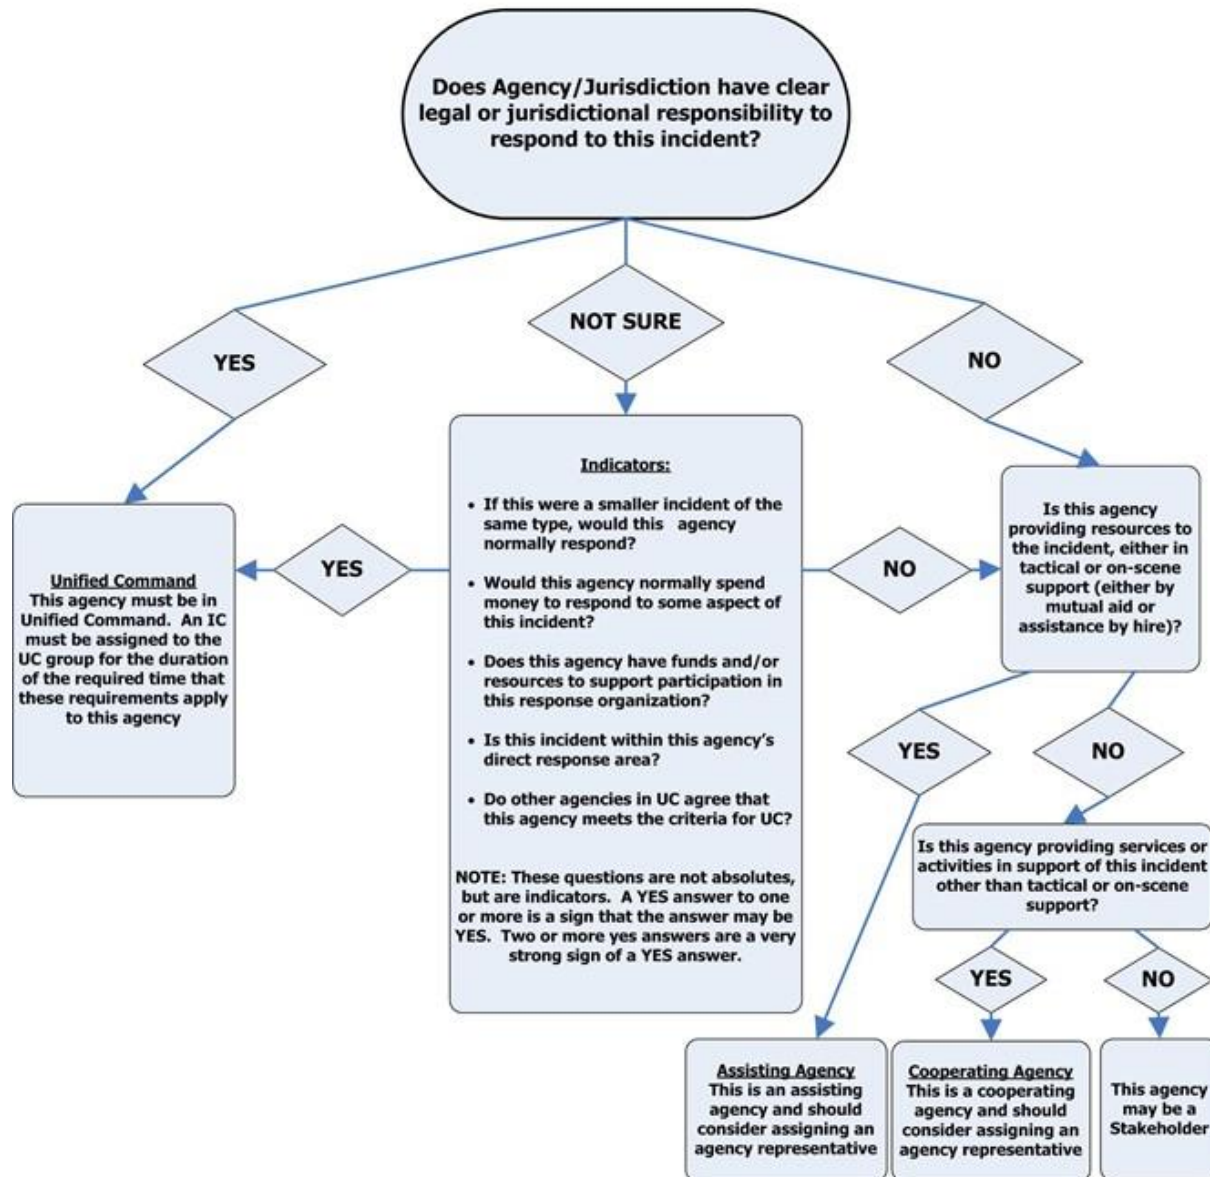 Does Agency/Jurisdiction have clear
legal or jurisdictional responsibility to
respond to this incident?
YES
NOT SURE
NO
Unified Command
This agency must be in
Unified Command. An IC
must be assigned to the
UC group for the duration
of the required time that
these requirements apply
to this agency
YES
Indicators:
• If this were a smaller incident of the
same type, would this agency
normally respond?
• Would this agency normally spend
money to respond to some aspect of
this incident?
• Does this agency have funds and/or
resources to support participation in
this response organization?
• Is this incident within this agency's
direct response area?
• Do other agencies in UC agree that
this agency meets the criteria for UC?
NOTE: These questions are not absolutes,
but are indicators. A YES answer to one
or more is a sign that the answer may be
YES. Two or more yes answers are a very
strong sign of a YES answer.
NO
Is this agency
providing resources to
the incident, either in
tactical or on-scene
support (either by
mutual aid or
assistance by hire)?
YES
NO
Is this agency providing services or
activities in support of this incident
other than tactical or on-scene
support?
YES
NO
Assisting Agency
This is an assisting
agency and should
consider assigning an
agency representative
Cooperating Agency
This is a cooperating
agency and should
consider assigning an
agency representative
This agency
may be a
Stakeholder